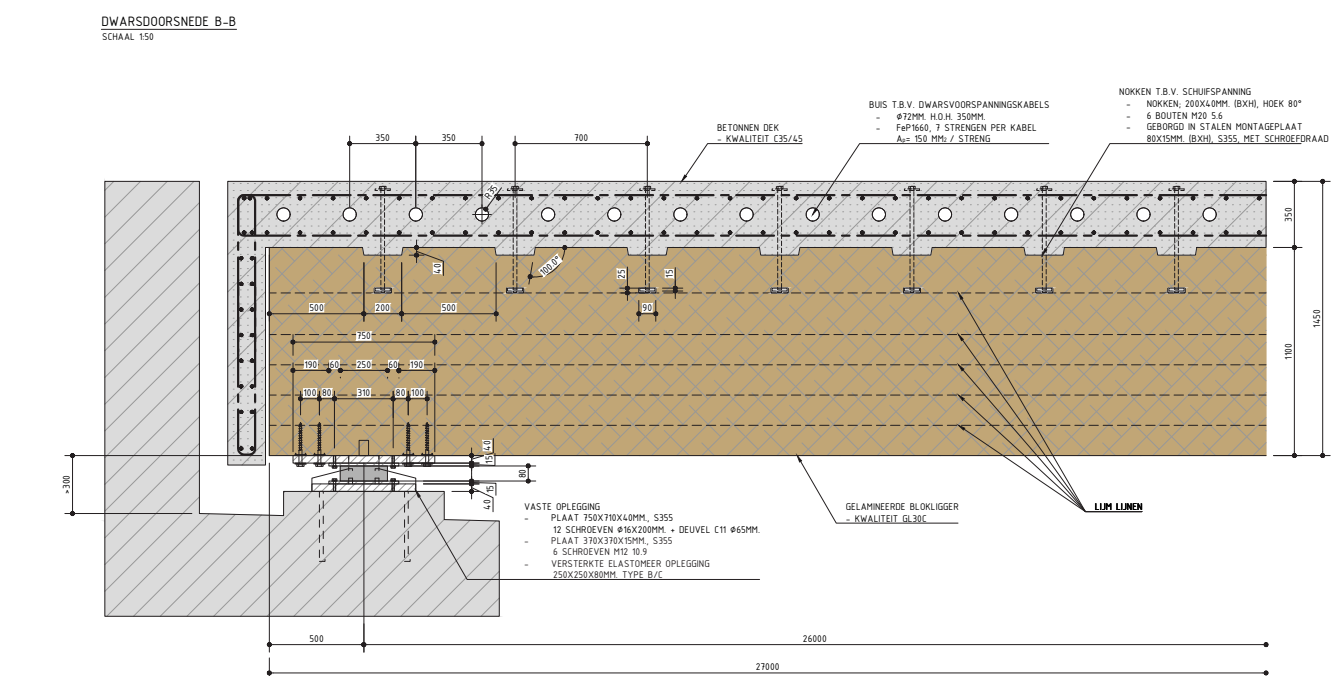 DWARSDOORSNEDE B-B
SCHAAL 1:50
NOKKEN T.B.V. SCHUIFSPANNING
- NOKKEN; 200X40MM. (BXH), HOEK 80°
- 6 BOUTEN M20 5.6
- GEBORGD IN STALEN MONTAGEPLAAT
80X15MM. (BXH), S355, MET SCHROEFDRAAD
BUIS T.B.V. DWARSVOORSPANNINGSKABELS
- Ø72MM. H.O.H. 350MM.
- FeP1660, 7 STRENGEN PER KABEL
Ap= 150 MM2 / STRENG
BETONNEN DEK
- KWALITEIT C35/45
350
350
700
R35
350
40
100.0°
25
15
90
500
200
500
1450
1100
750
190
60
250
60
190
100
80
310
80
100
40
15
80
15
40
>300
VASTE OPLEGGING
- PLAAT 750X710X40MM., S355
12 SCHROEVEN Ø16X200MM. + DEUVEL C11 Ø65MM.
- PLAAT 370X370X15MM., S355
6 SCHROEVEN M12 10.9
- VERSTERKTE ELASTOMEER OPLEGGING
250X250X80MM. TYPE B/C
GELAMINEERDE BLOKLIGGER
- KWALITEIT GL30C
LIJM LIJNEN
500
26000
27000